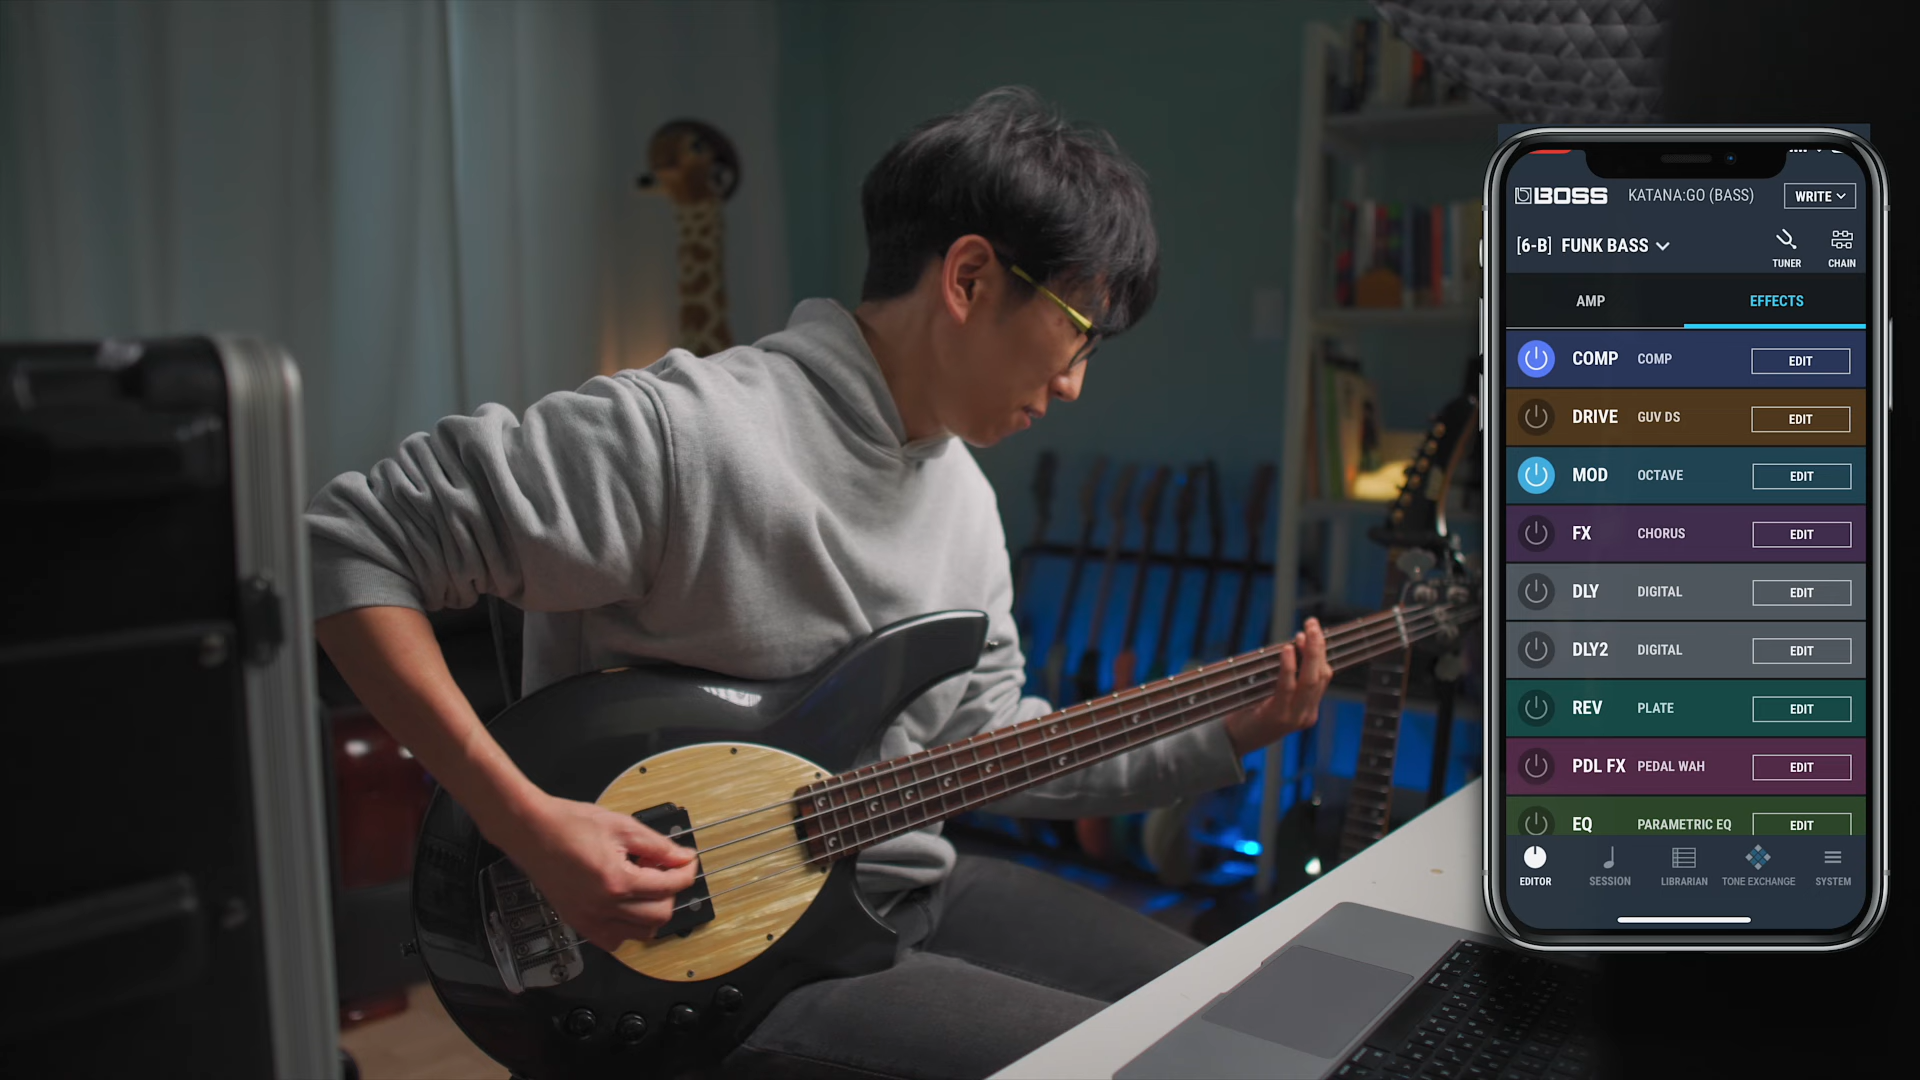 BOSS KATANA:GO (BASS) WRITE
[6-B] FUNK BASS TUNER CHAIN
AMP EFFECTS
COMP COMP EDIT
DRIVE GUV DS EDIT
MOD OCTAVE EDIT
FX CHORUS EDIT
DLY DIGITAL EDIT
DLY2 DIGITAL EDIT
REV PLATE EDIT
PDL FX PEDAL WAH EDIT
EQ PARAMETRIC EQ EDIT
EDITOR SESSION LIBRARIAN TONE EXCHANGE SYSTEM